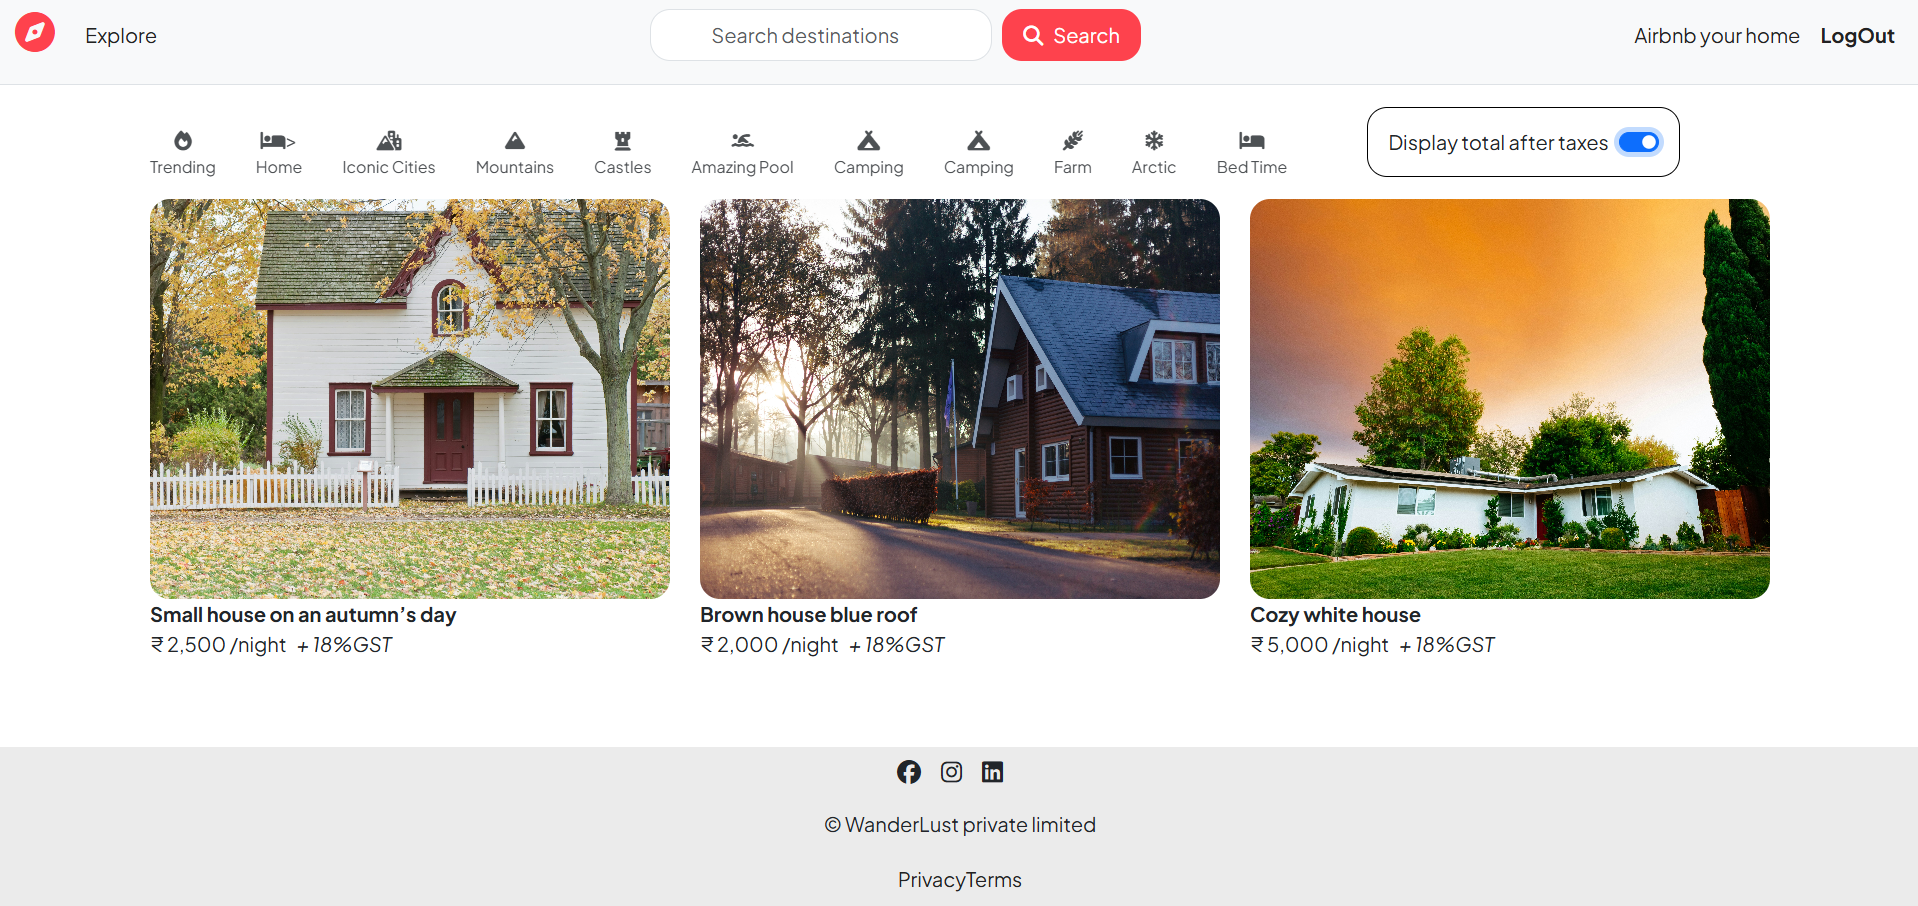 Explore
Search destinations
Search
Airbnb your home
LogOut
>
Trending
Home
Iconic Cities
Mountains
Castles
Amazing Pool
Camping
Camping
Farm
Arctic
Bed Time
Display total after taxes
Small house on an autumn’s day
₹ 2,500 /night + 18%GST
Brown house blue roof
₹ 2,000 /night + 18%GST
Cozy white house
₹ 5,000 /night + 18%GST
© WanderLust private limited
PrivacyTerms